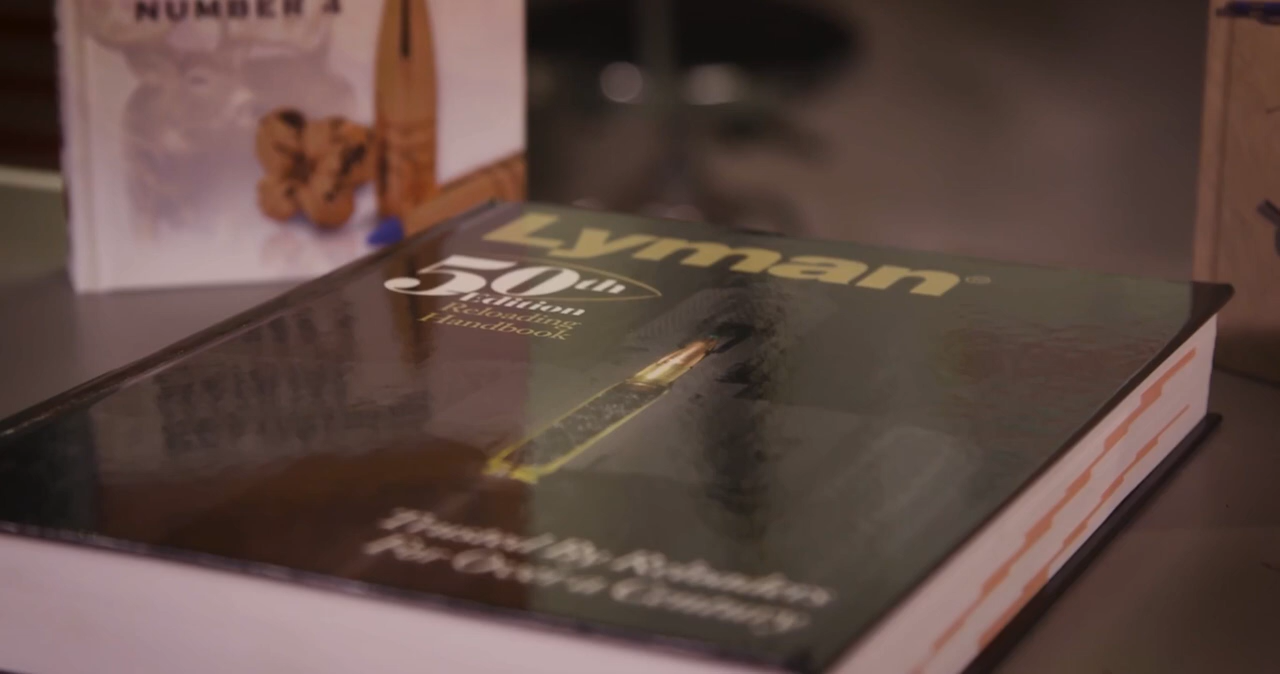 NUMBER 4
Lyman®
50th
Edition
Reloading
Handbook
Trusted By Reloaders
For Over a Century